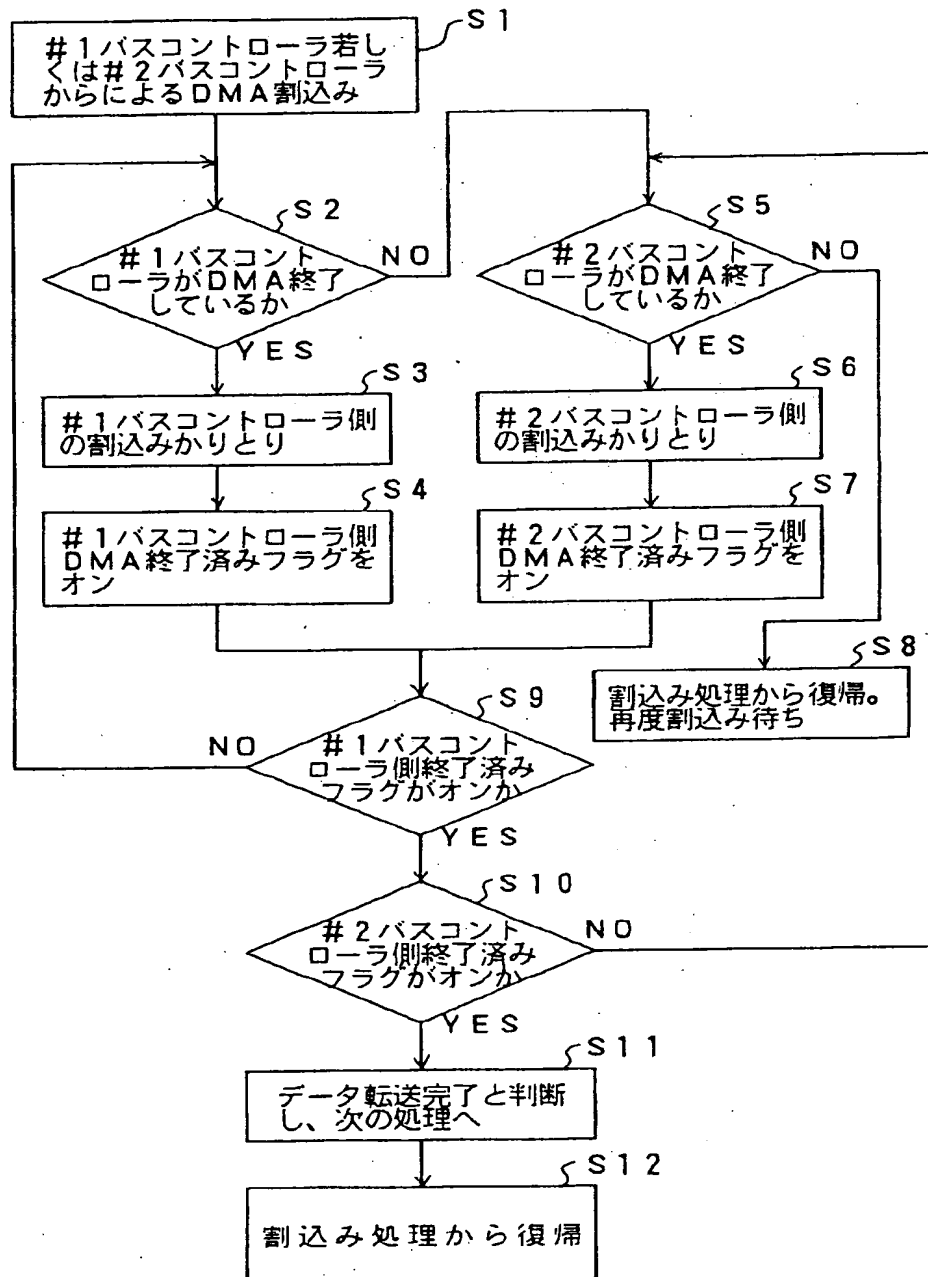 S1
#1バスコントローラ若し
くは#2バスコントローラ
からによるDMA割込み
S2
#1バスコント
ローラがDMA終了
しているか
NO
YES
S3
#1バスコントローラ側
の割込みかりとり
S4
#1バスコントローラ側
DMA終了済みフラグを
オン
S5
#2バスコント
ローラがDMA終了
しているか
NO
YES
S6
#2バスコントローラ側
の割込みかりとり
S7
#2バスコントローラ側
DMA終了済みフラグを
オン
S8
割込み処理から復帰。
再度割込み待ち
S9
#1バスコント
ローラ側終了済み
フラグがオンか
NO
YES
S10
#2バスコント
ローラ側終了済み
フラグがオンか
NO
YES
S11
データ転送完了と判断
し、次の処理へ
S12
割込み処理から復帰